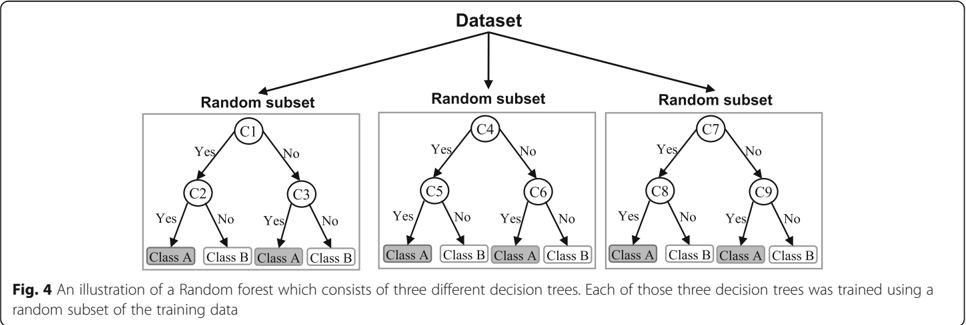 Dataset
Random subset
Random subset
Random subset
C1
C4
C7
Yes
No
Yes
No
Yes
No
C2
C3
C5
C6
C8
C9
Yes
No
Yes
No
Yes
No
Yes
No
Yes
No
Yes
No
Class A
Class B
Class A
Class B
Class A
Class B
Class A
Class B
Class A
Class B
Class A
Class B
Fig. 4 An illustration of a Random forest which consists of three different decision trees. Each of those three decision trees was trained using a
random subset of the training data